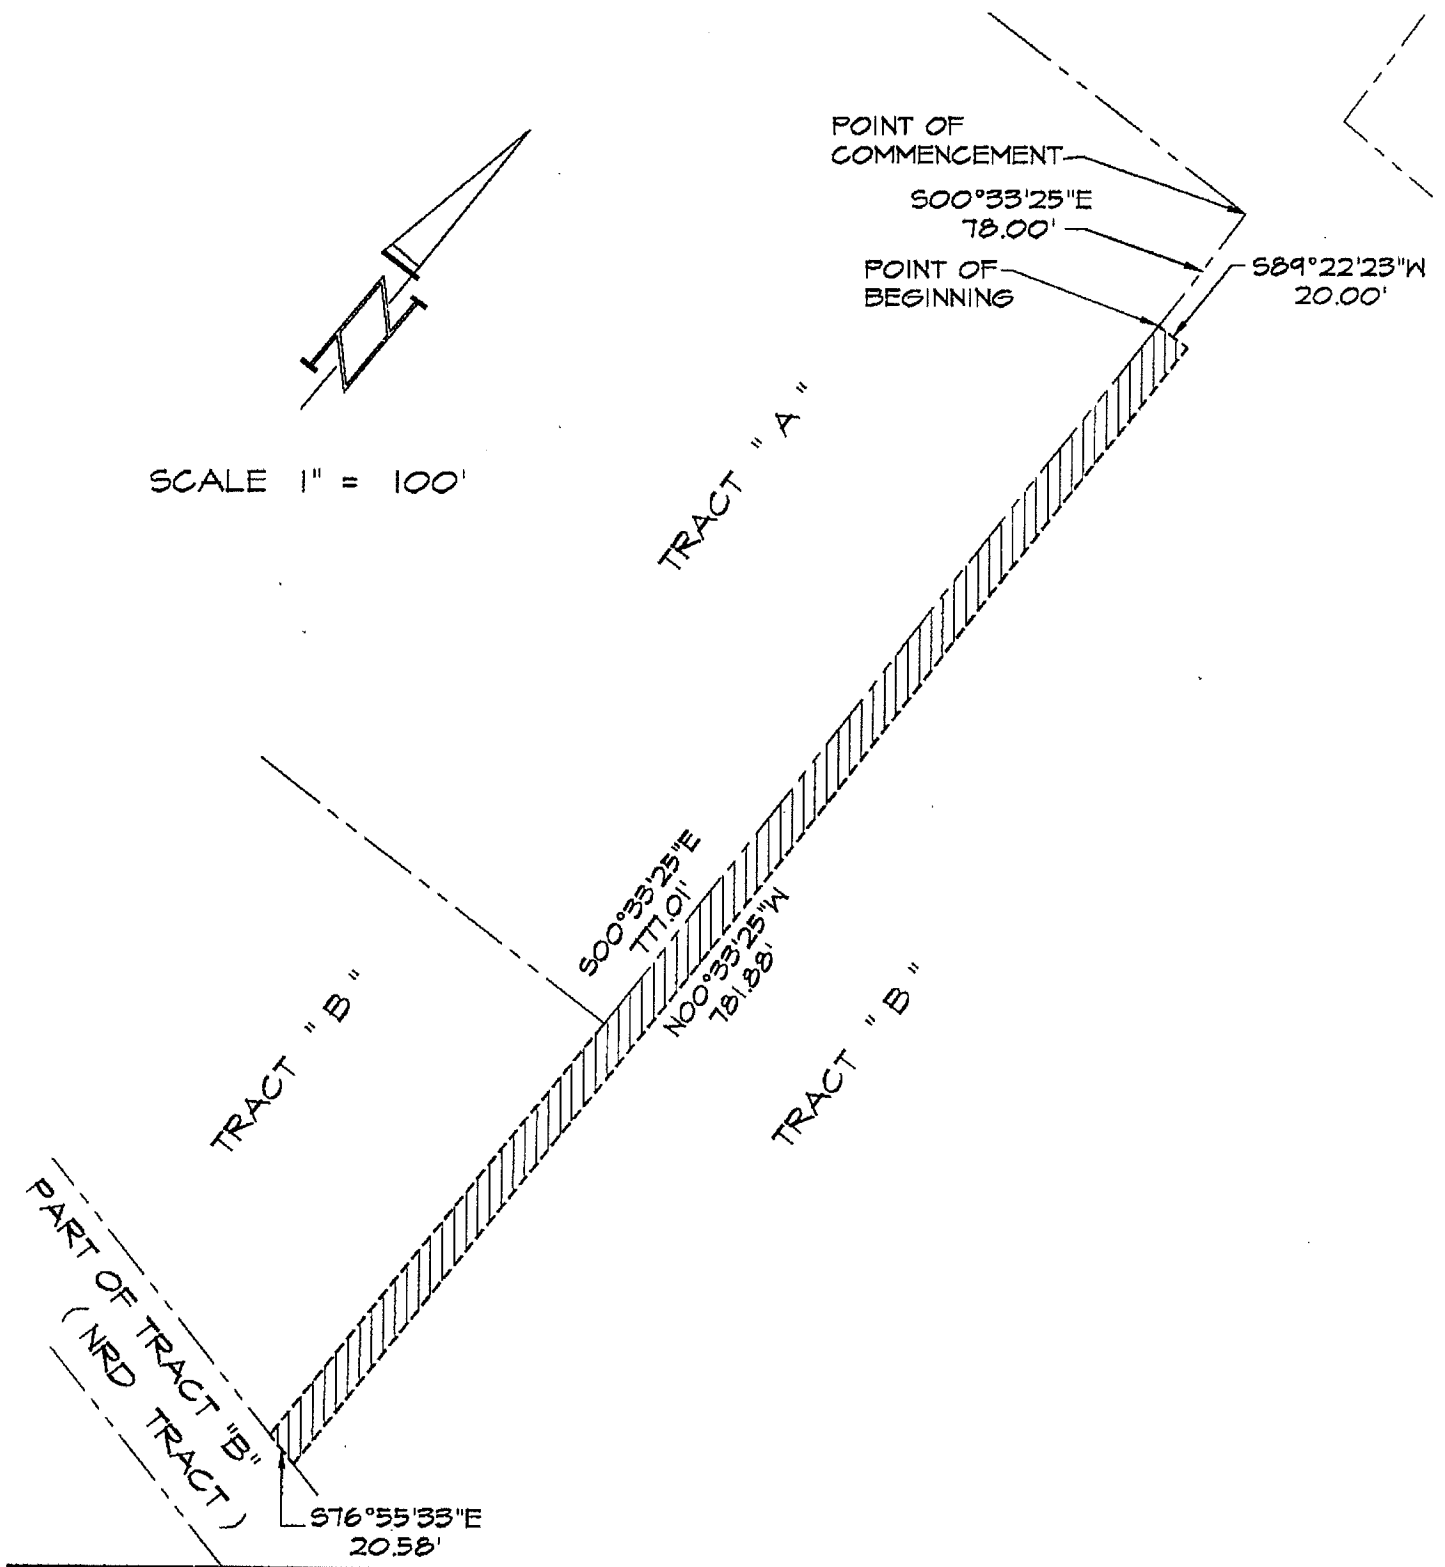 POINT OF
COMMENCEMENT
S00°33'25"E
78.00'
POINT OF
BEGINNING
S89°22'23"W
20.00'
N
SCALE 1" = 100'
TRACT "A"
S00°33'25"E
777.01'
N00°33'25"W
781.88'
TRACT "B"
TRACT "B"
PART OF TRACT "B"
(NRD TRACT)
S76°55'33"E
20.58'